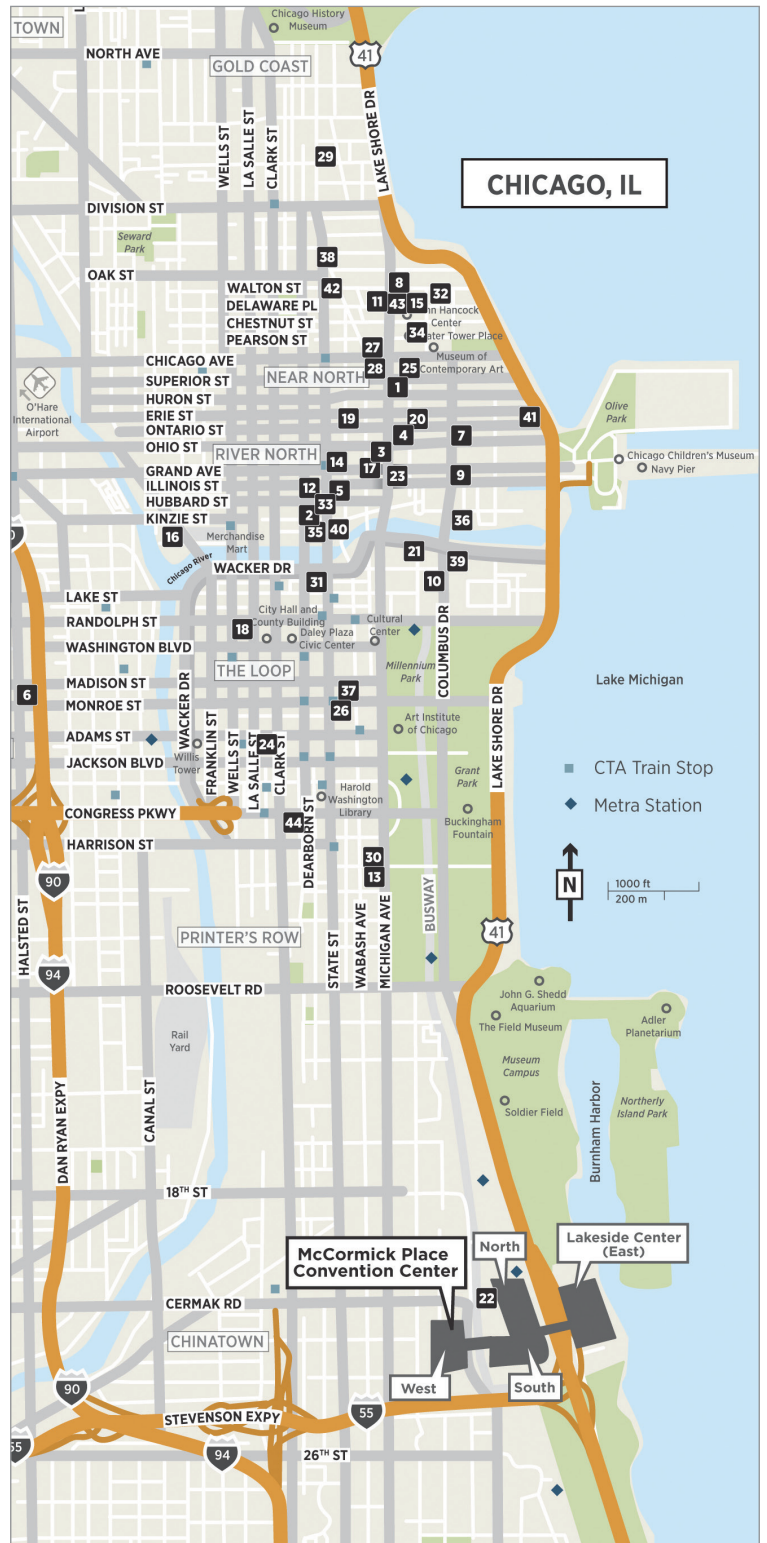 TOWN
Chicago History
Museum
NORTH AVE
GOLD COAST
41
LAKE SHORE DR
WELLS ST
LA SALLE ST
CLARK ST
29
CHICAGO, IL
DIVISION ST
Seward
Park
38
OAK ST
8
WALTON ST
42
32
11
43
15
DELAWARE PL
nn Hancock
Center
CHESTNUT ST
34
ater Tower Place
PEARSON ST
27
CHICAGO AVE
Museum of
Contemporary Art
28
25
SUPERIOR ST
NEAR NORTH
1
HURON ST
O'Hare
International
Airport
ERIE ST
19
20
41
Olive
Park
ONTARIO ST
4
7
OHIO ST
3
RIVER NORTH
14
17
Chicago Children's Museum
Navy Pier
GRAND AVE
23
9
ILLINOIS ST
12
5
HUBBARD ST
33
2
KINZIE ST
36
16
35
40
Merchandise
Mart
21
39
Chicago River
WACKER DR
31
10
LAKE ST
City Hall and
County Building
RANDOLPH ST
18
Daley Plaza
Civic Center
Cultural
Center
COLUMBUS DR
WASHINGTON BLVD
THE LOOP
Millennium
Park
Lake Michigan
MADISON ST
37
6
MONROE ST
26
WACKER DR
LAKE SHORE DR
ADAMS ST
Art Institute
of Chicago
FRANKLIN ST
WELLS ST
LA SALLE ST
24
CLARK ST
Willis
Tower
JACKSON BLVD
CTA Train Stop
Grant
Park
Harold
Washington
Library
Metra Station
CONGRESS PKWY
44
Buckingham
Fountain
DEARBORN ST
HARRISON ST
30
13
90
N
1000 ft
200 m
HALSTED ST
STATE ST
WABASH AVE
MICHIGAN AVE
BUSWAY
41
PRINTER'S ROW
94
ROOSEVELT RD
John G. Shedd
Aquarium
The Field Museum
Adler
Planetarium
Rail
Yard
Museum
Campus
DAN RYAN EXPY
CANAL ST
Soldier Field
Burnham Harbor
Northerly
Island Park
18TH ST
McCormick Place
Convention Center
North
Lakeside Center
(East)
22
CERMAK RD
CHINATOWN
West
South
90
STEVENSON EXPY
55
55
94
26TH ST